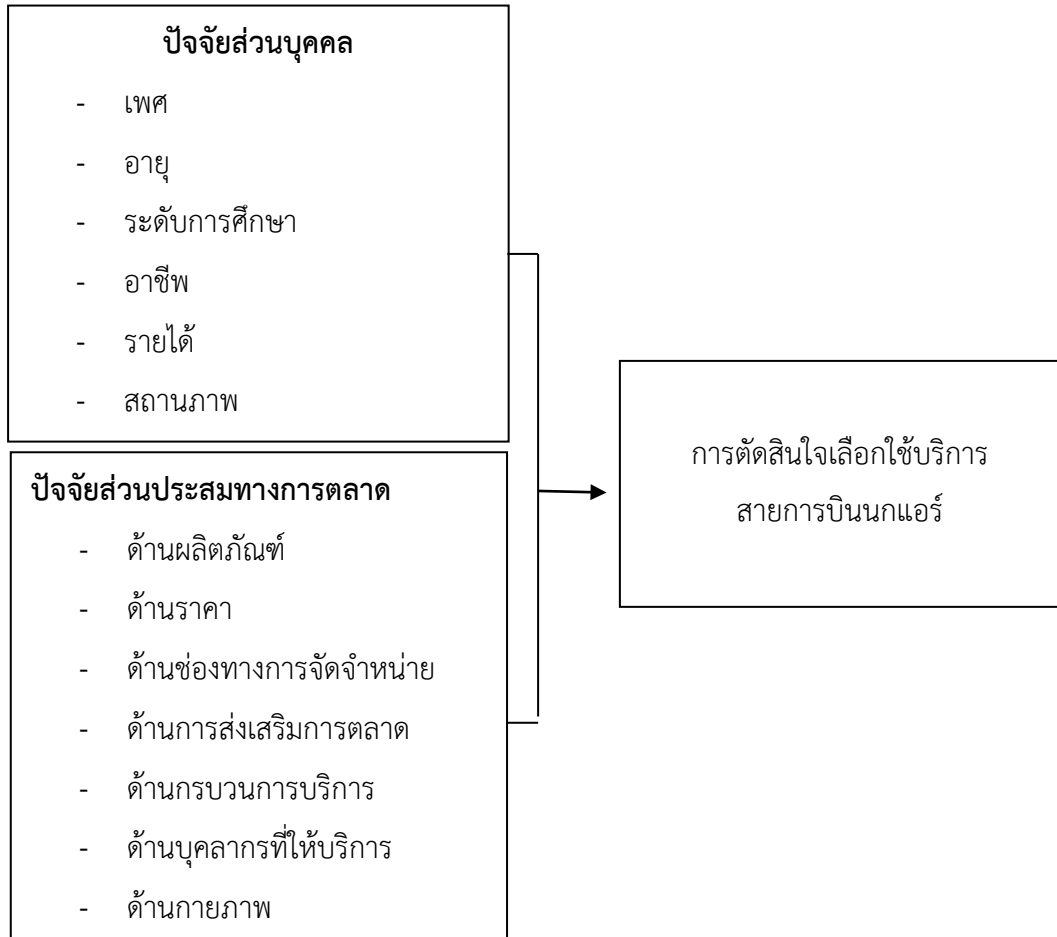 ปัจจัยส่วนบุคคล
- เพศ
- อายุ
- ระดับการศึกษา
- อาชีพ
- รายได้
- สถานภาพ
ปัจจัยส่วนประสมทางการตลาด
- ด้านผลิตภัณฑ์
- ด้านราคา
- ด้านช่องทางการจัดจำหน่าย
- ด้านการส่งเสริมการตลาด
- ด้านกรบวนการบริการ
- ด้านบุคลากรที่ให้บริการ
- ด้านกายภาพ
การตัดสินใจเลือกใช้บริการ
สายการบินนกแอร์